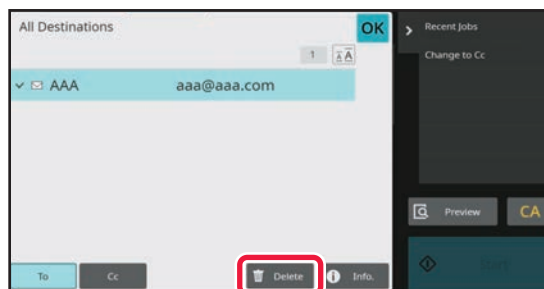 All Destinations
OK
1
AAA aaa@aaa.com
To
Cc
Delete
Info.
Recent Jobs
Change to Cc
Preview
CA
Start